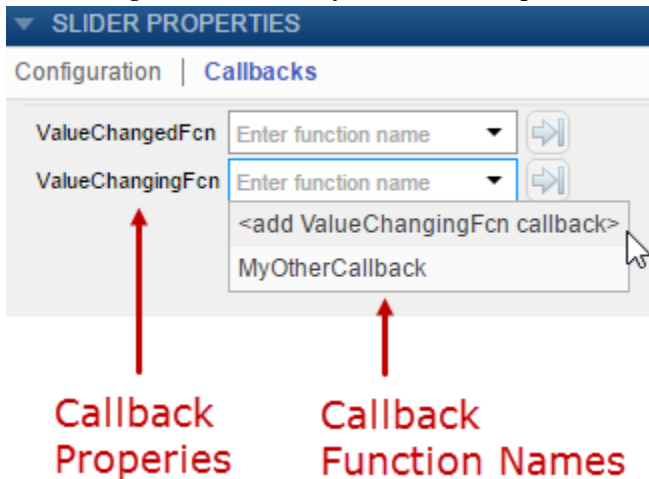 SLIDER PROPERTIES
Configuration | Callbacks
ValueChangedFcn Enter function name
ValueChangingFcn Enter function name
<add ValueChangingFcn callback>
MyOtherCallback
Callback Callback
Properies Function Names